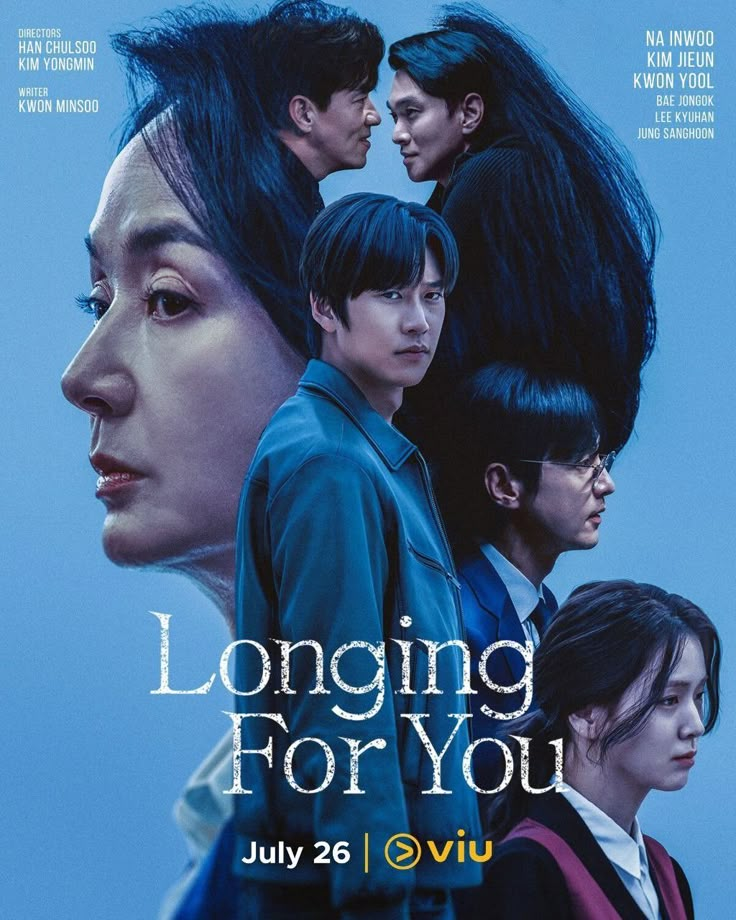 DIRECTORS
HAN CHULSOO
KIM YONGMIN
WRITER
KWON MINSOO
NA INWOO
KIM JIEUN
KWON YOOL
BAE JONGOK
LEE KYUHAN
JUNG SANGHOON
Longing
For You
July 26 | viu